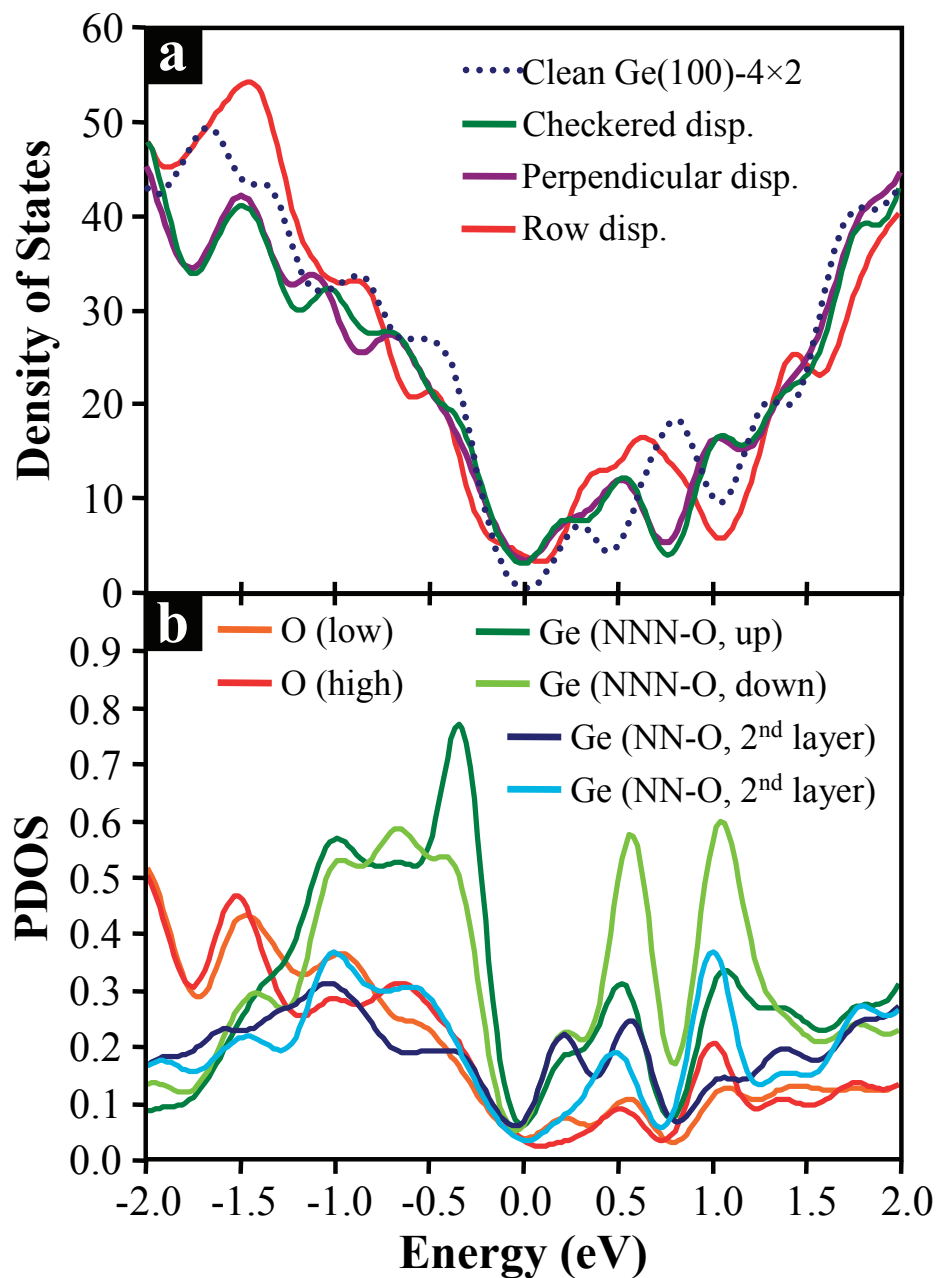 a
60
50
40
30
20
10
0
Density of States
Clean Ge(100)-4×2
Checkered disp.
Perpendicular disp.
Row disp.
b
O (low)
O (high)
Ge (NNN-O, up)
Ge (NNN-O, down)
Ge (NN-O, 2nd layer)
Ge (NN-O, 2nd layer)
0.9
0.8
0.7
0.6
0.5
0.4
0.3
0.2
0.1
0.0
PDOS
-2.0 -1.5 -1.0 -0.5 0.0 0.5 1.0 1.5 2.0
Energy (eV)